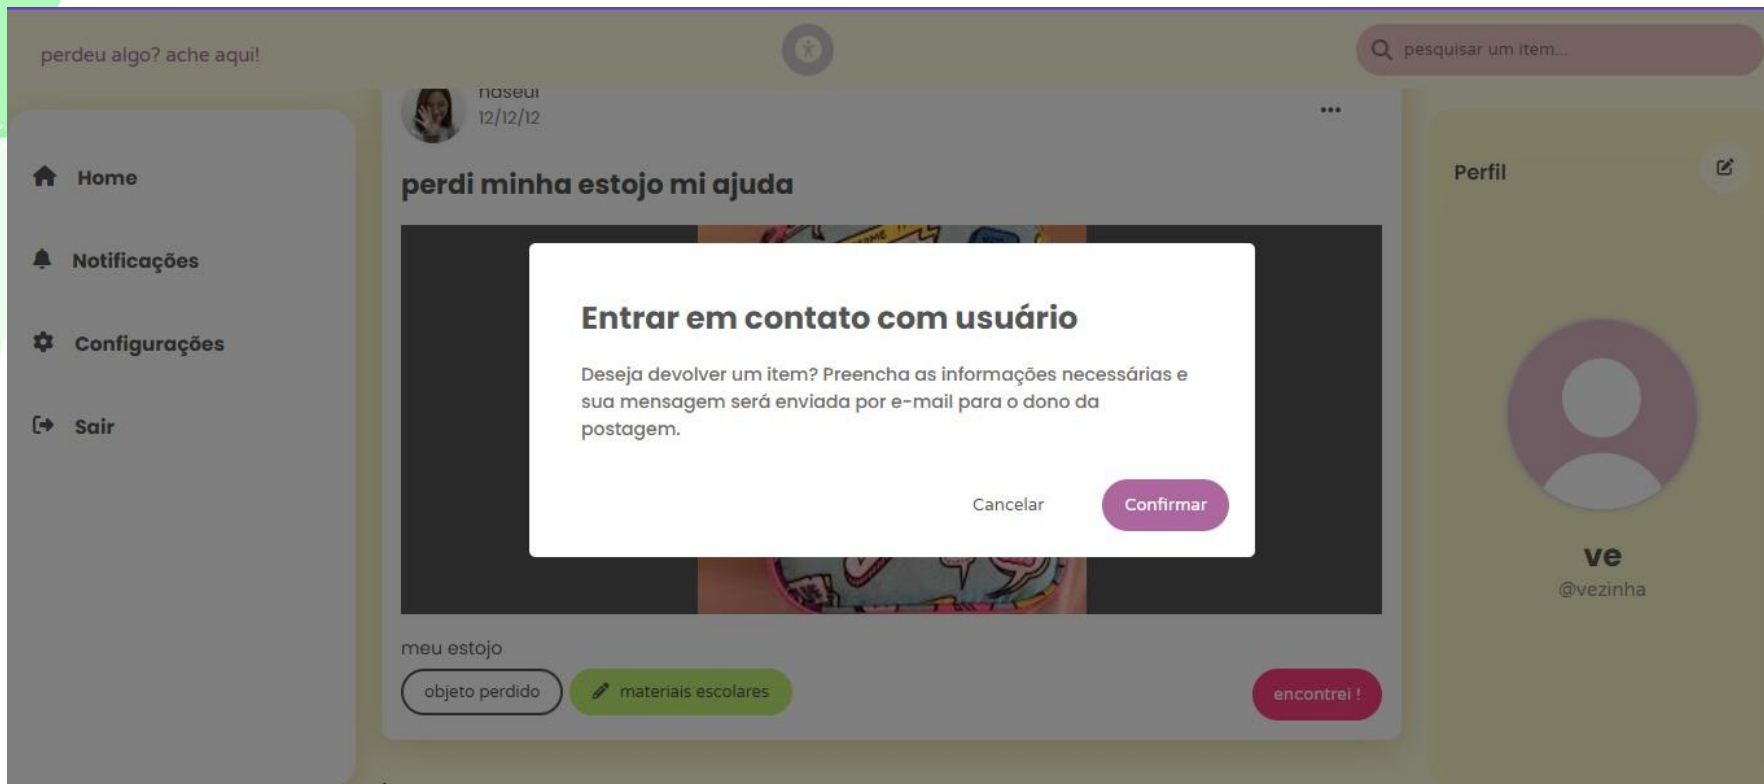 perdeu algo? ache aqui!
pesquisar um item...
Home
Notificações
Configurações
Sair
haseul
12/12/12
perdi minha estojo mi ajuda
Entrar em contato com usuário
Deseja devolver um item? Preencha as informações necessárias e
sua mensagem será enviada por e-mail para o dono da
postagem.
Cancelar
Confirmar
meu estojo
objeto perdido
materiais escolares
encontrei !
Perfil
ve
@vezinha